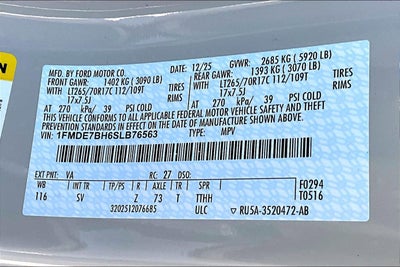 MFD. BY FORD MOTOR CO.
DATE: 12/25 GVWR: 2685 KG ( 5920 LB)
FRONT GAWR: 1402 KG ( 3090 LB) REAR GAWR: 1393 KG ( 3070 LB)
WITH LT265/70R17C 112/109T TIRES WITH LT265/70R17C 112/109T TIRES
17x7.5J RIMS 17x7.5J RIMS
AT 270 kPa/ 39 PSI COLD AT 270 kPa/ 39 PSI COLD
THIS VEHICLE CONFORMS TO ALL APPLICABLE FEDERAL MOTOR VEHICLE SAFETY AND THEFT
PREVENTION STANDARDS IN EFFECT ON THE DATE OF MANUFACTURE SHOWN ABOVE.
VIN: 1FMDE7BH6SLB76563 TYPE: MPV
EXT PNT: VA RC: 27 DSO:
WB INT TR TP/PS R AXLE TR SPR F0294
116 SV Z 73 T TTHH T0516
3202512076685 ULC RU5A-3520472-AB